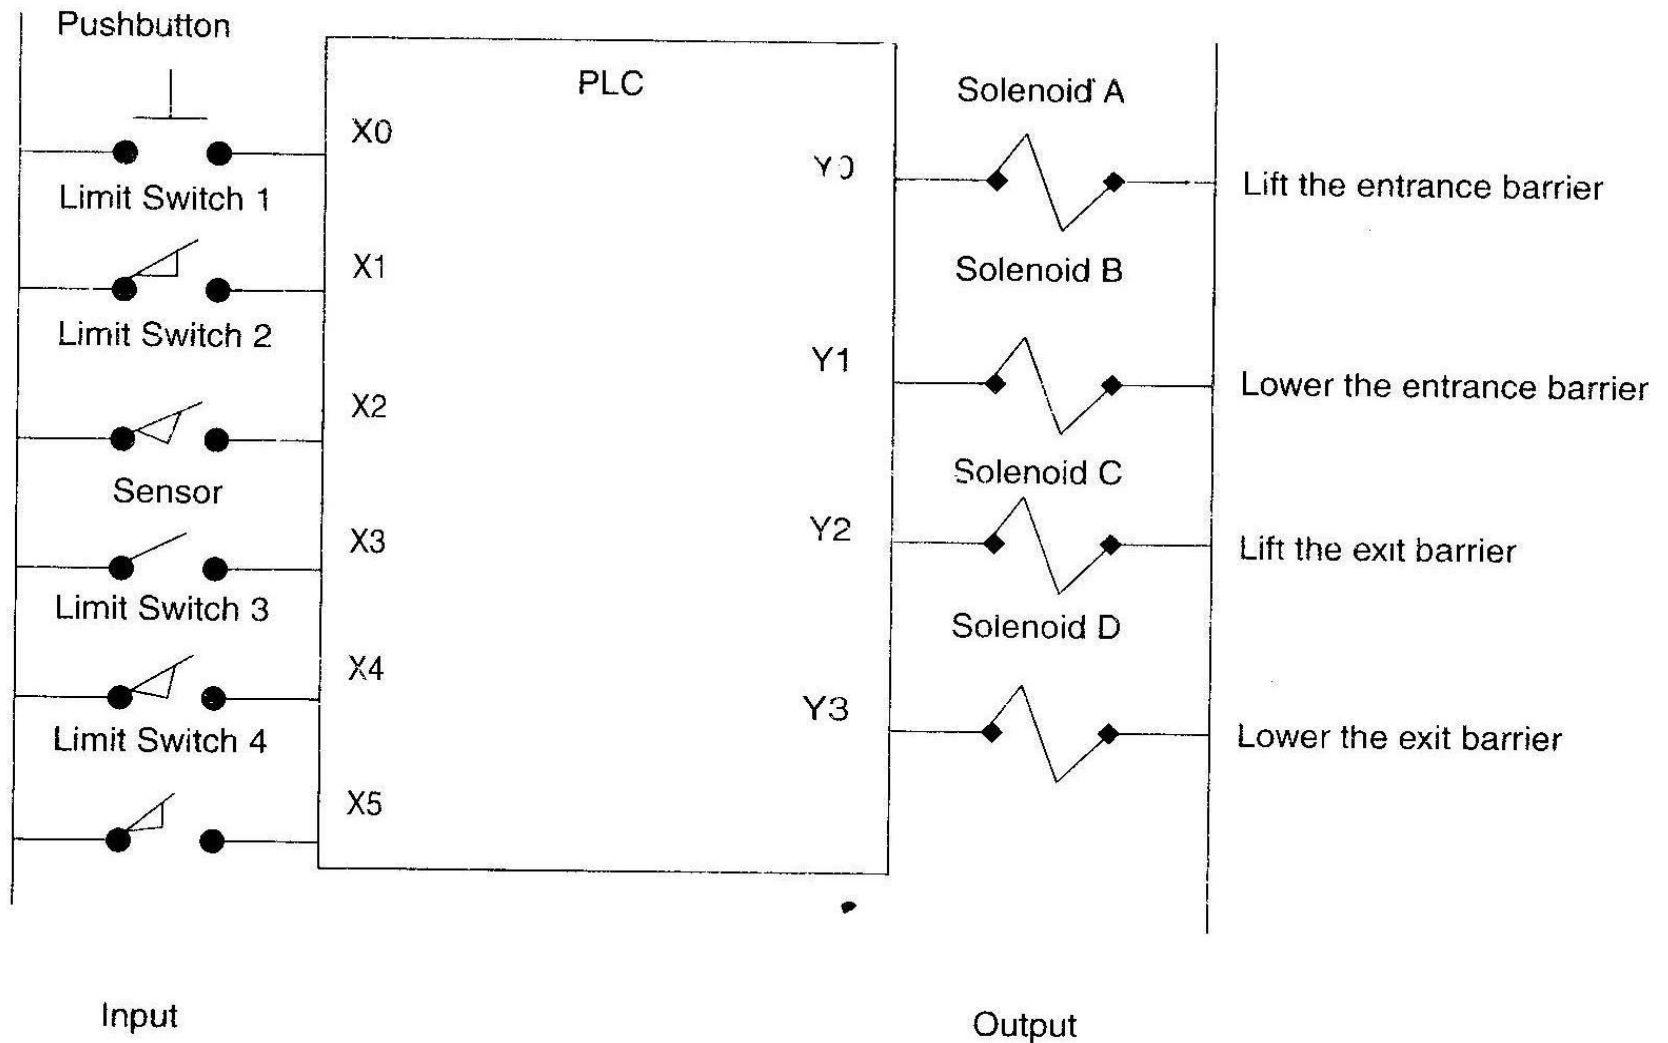 Pushbutton
PLC
X0
Limit Switch 1
X1
Limit Switch 2
X2
Sensor
X3
Limit Switch 3
X4
Limit Switch 4
X5
Solenoid A
Y0
Lift the entrance barrier
Solenoid B
Y1
Lower the entrance barrier
Solenoid C
Y2
Lift the exit barrier
Solenoid D
Y3
Lower the exit barrier
Input
Output